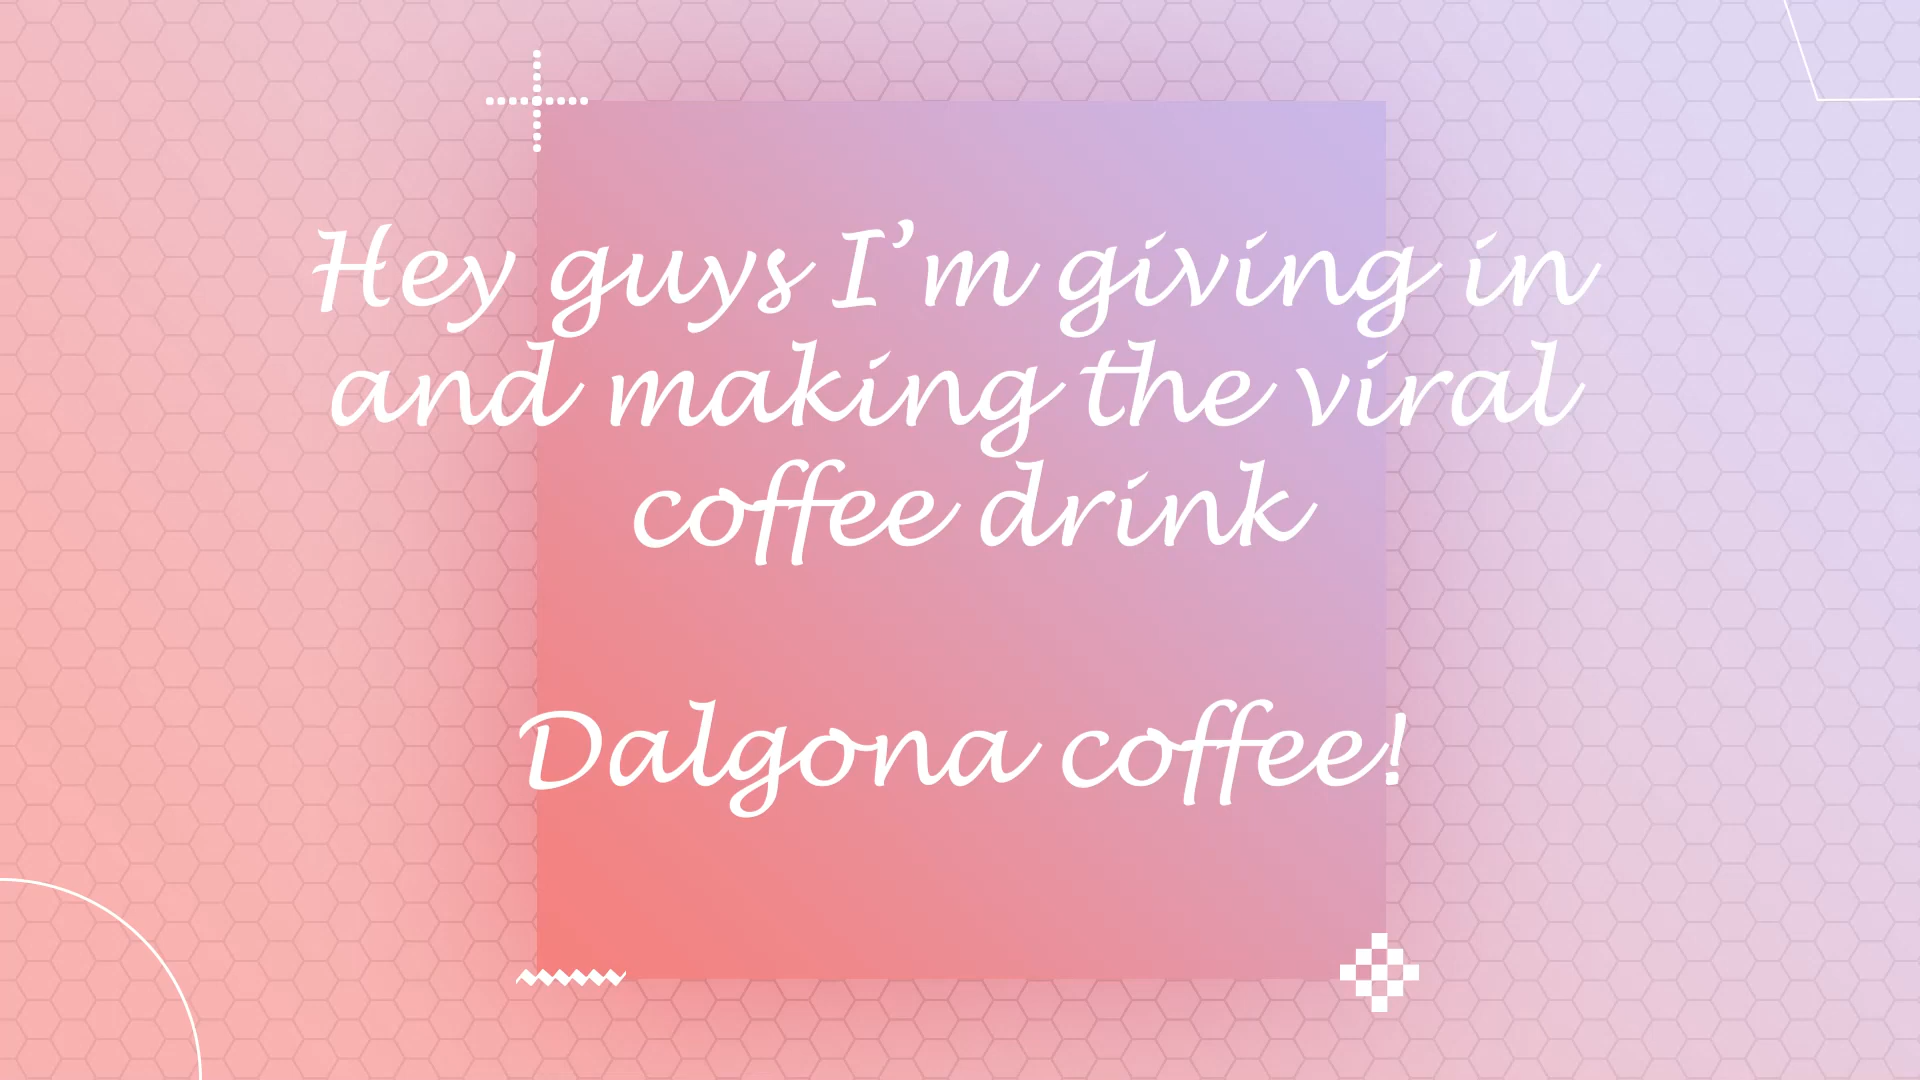 Hey guys I’m giving in
and making the viral
coffee drink
Dalgona coffee!